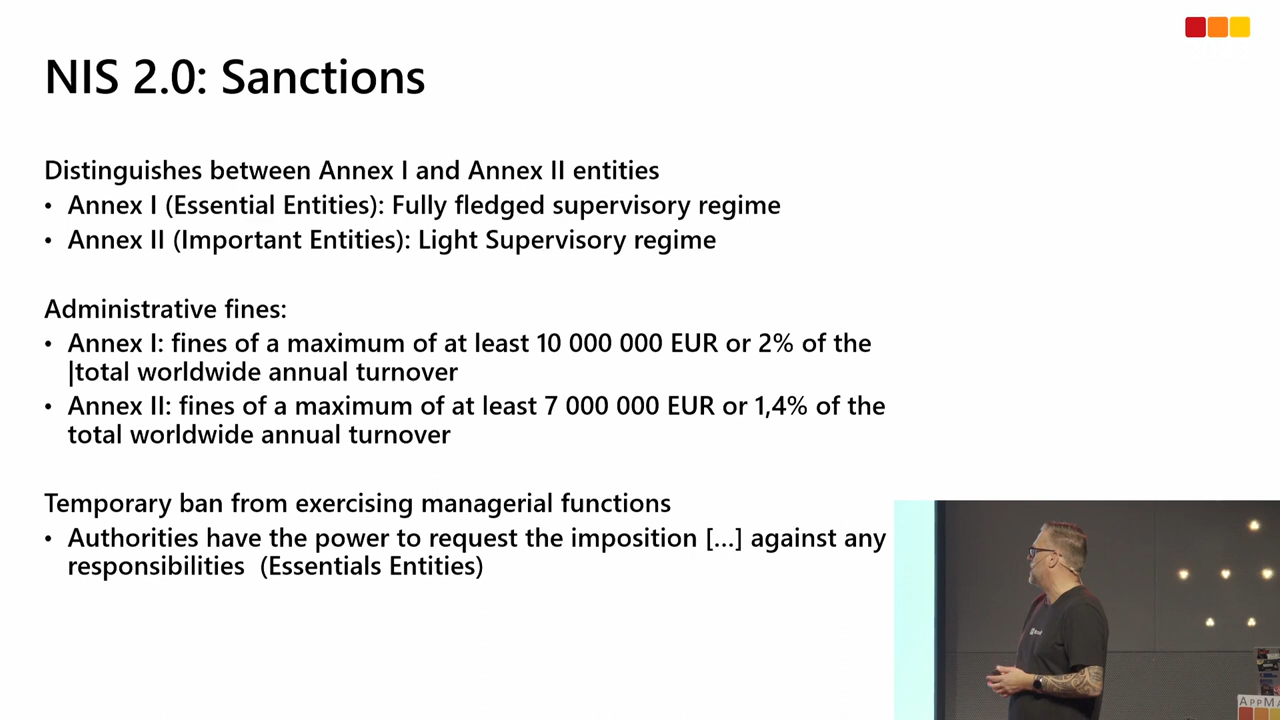 NIS 2.0: Sanctions
Distinguishes between Annex I and Annex II entities
• Annex I (Essential Entities): Fully fledged supervisory regime
• Annex II (Important Entities): Light Supervisory regime
Administrative fines:
• Annex I: fines of a maximum of at least 10 000 000 EUR or 2% of the
|total worldwide annual turnover
• Annex II: fines of a maximum of at least 7 000 000 EUR or 1,4% of the
total worldwide annual turnover
Temporary ban from exercising managerial functions
• Authorities have the power to request the imposition [...] against any
responsibilities  (Essentials Entities)